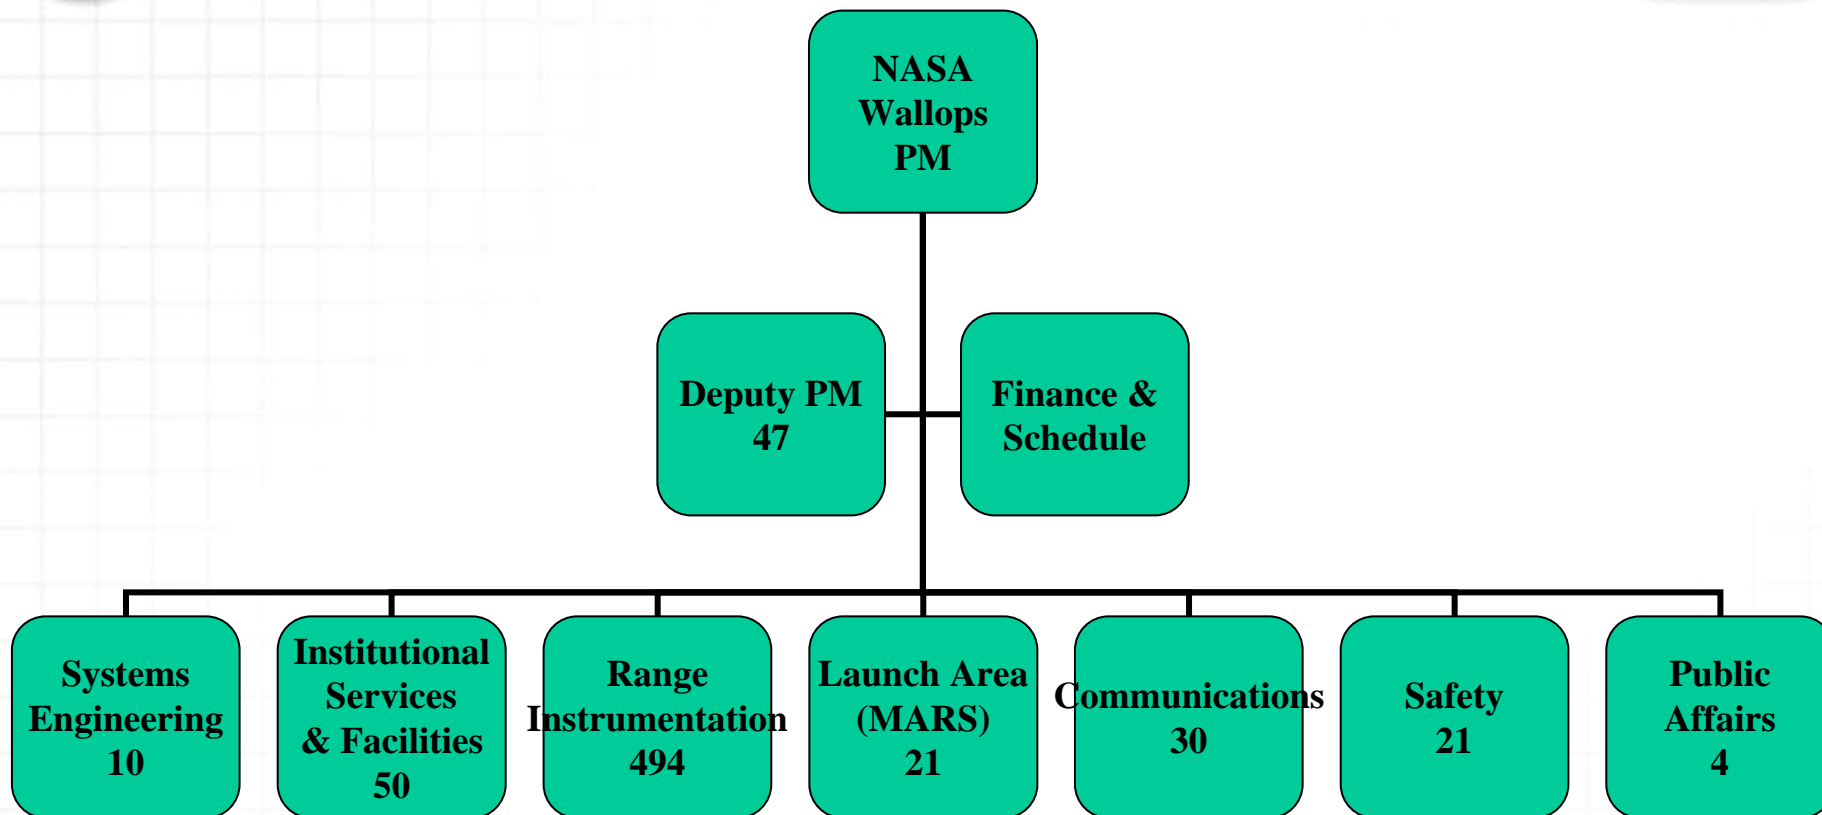 NASA
Wallops
PM
Deputy PM
47
Finance &
Schedule
Systems
Engineering
10
Institutional
Services
& Facilities
50
Range
Instrumentation
494
Launch Area
(MARS)
21
Communications
30
Safety
21
Public
Affairs
4